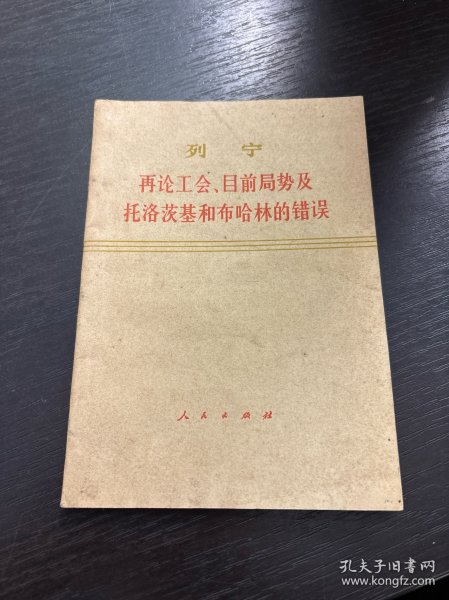 列宁
再论工会、目前局势及
托洛茨基和布哈林的错误
人民出版社
孔夫子旧书网
www.kongfz.com